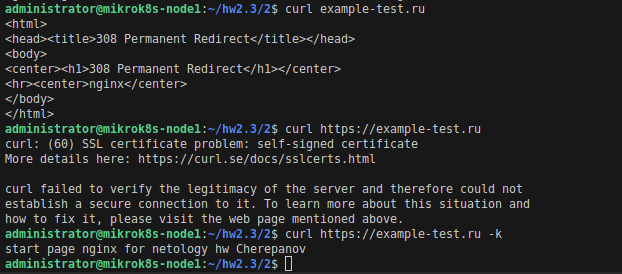 administrator@mikrok8s-node1:~/hw2.3/2$ curl example-test.ru
<html>
<head><title>308 Permanent Redirect</title></head>
<body>
<center><h1>308 Permanent Redirect</h1></center>
<hr><center>nginx</center>
</body>
</html>
administrator@mikrok8s-node1:~/hw2.3/2$ curl https://example-test.ru
curl: (60) SSL certificate problem: self-signed certificate
More details here: https://curl.se/docs/sslcerts.html

curl failed to verify the legitimacy of the server and therefore could not
establish a secure connection to it. To learn more about this situation and
how to fix it, please visit the web page mentioned above.
administrator@mikrok8s-node1:~/hw2.3/2$ curl https://example-test.ru -k
start page nginx for netology hw Cherepanov
administrator@mikrok8s-node1:~/hw2.3/2$